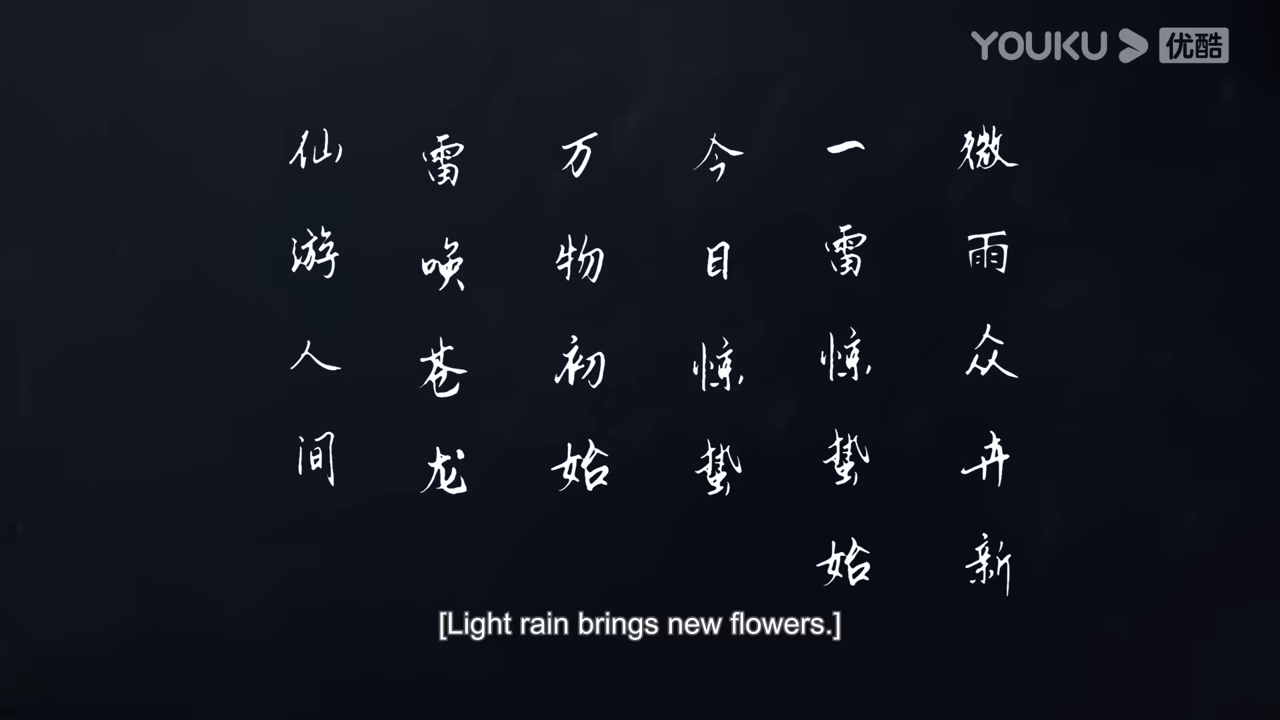 YOUKU 优酷
微雨众卉新
一雷惊蛰始
今日惊蛰
万物初始
雷唤苍龙
仙游人间
[Light rain brings new flowers.]